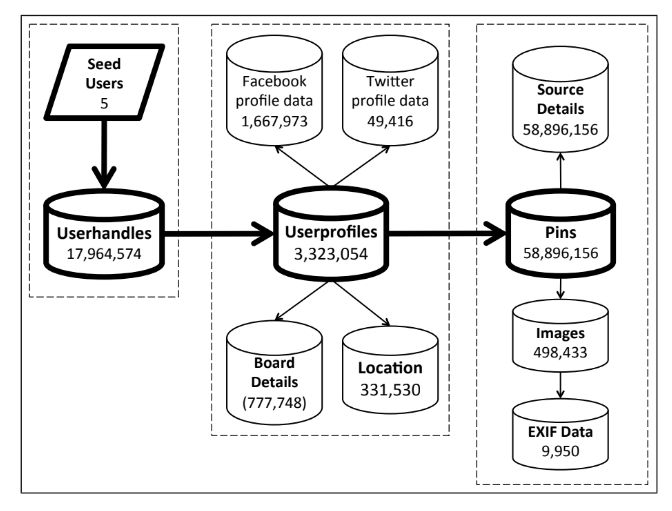 Seed
Users
5
Userhandles
17,964,574
Facebook
profile data
1,667,973
Twitter
profile data
49,416
Userprofiles
3,323,054
Board
Details
(777,748)
Location
331,530
Source
Details
58,896,156
Pins
58,896,156
Images
498,433
EXIF Data
9,950